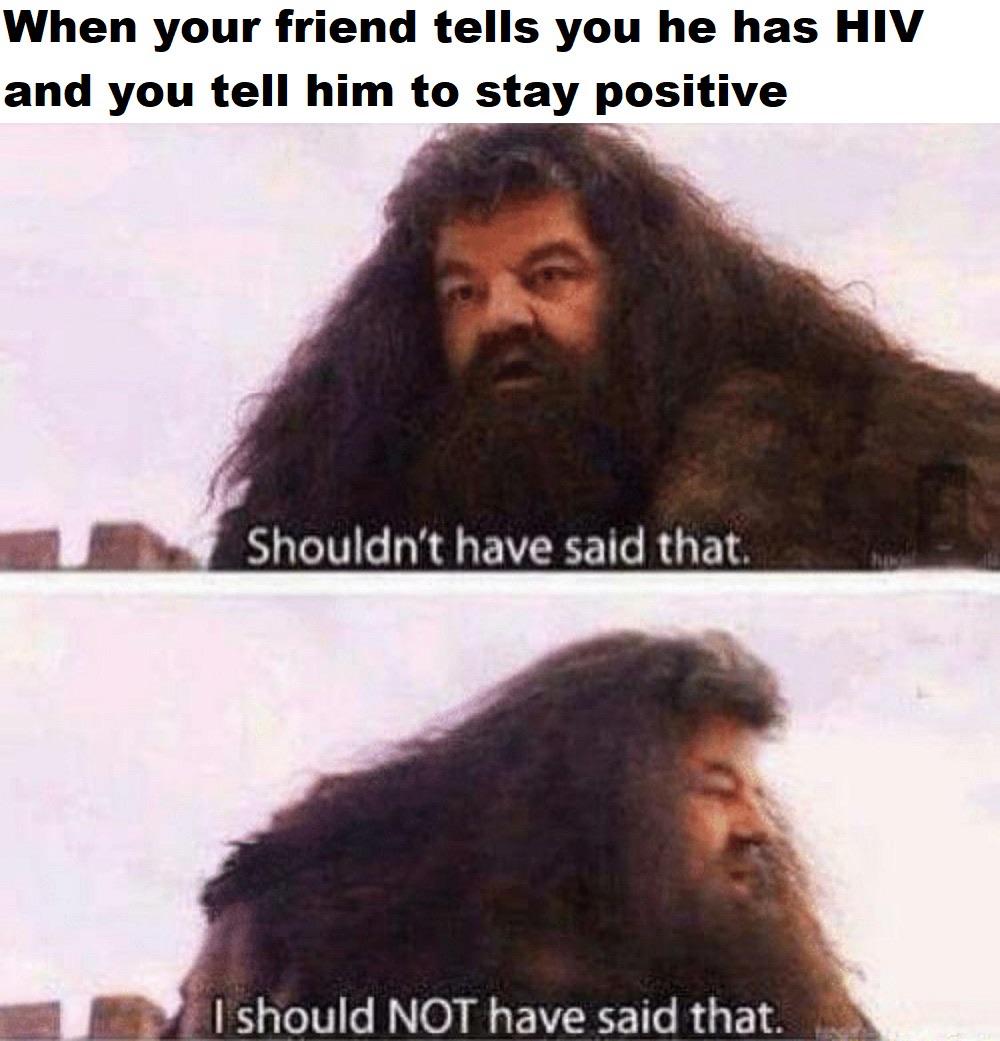 When your friend tells you he has HIV
and you tell him to stay positive
Shouldn't have said that.
I should NOT have said that.